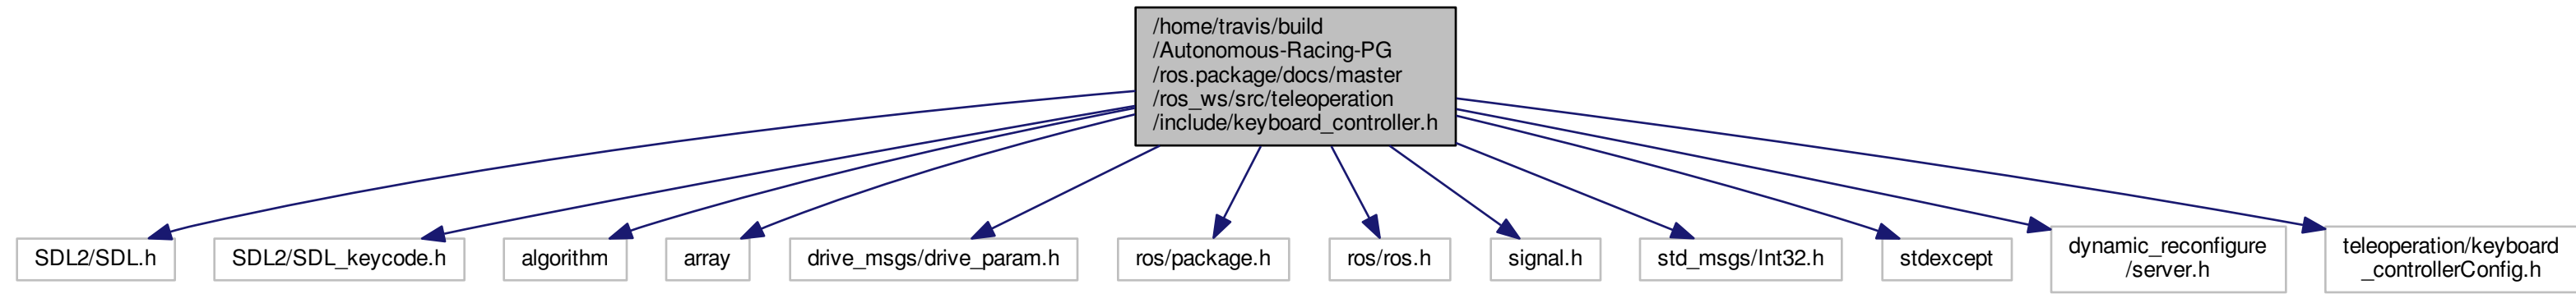 /home/travis/build
/Autonomous-Racing-PG
/ros.package/docs/master
/ros_ws/src/teleoperation
/include/keyboard_controller.h
SDL2/SDL.h
SDL2/SDL_keycode.h
algorithm
array
drive_msgs/drive_param.h
ros/package.h
ros/ros.h
signal.h
std_msgs/Int32.h
stdexcept
dynamic_reconfigure
/server.h
teleoperation/keyboard
_controllerConfig.h